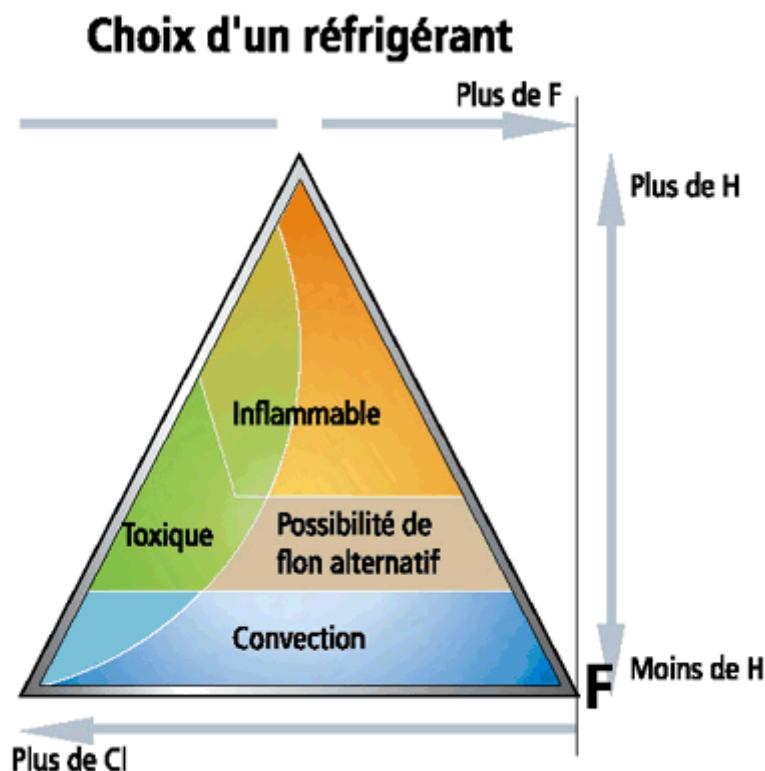 Choix d'un réfrigérant
Plus de F
Plus de H
Inflammable
Toxique
Possibilité de
flon alternatif
Convection
F
Moins de H
Plus de Cl